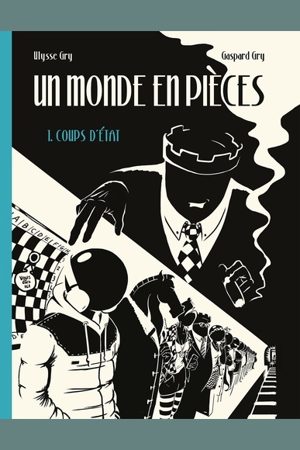 Ulysse Gry Gaspard Gry
UN MONDE EN PIÈCES
1. COUPS D'ÉTAT
A B C D E F G H